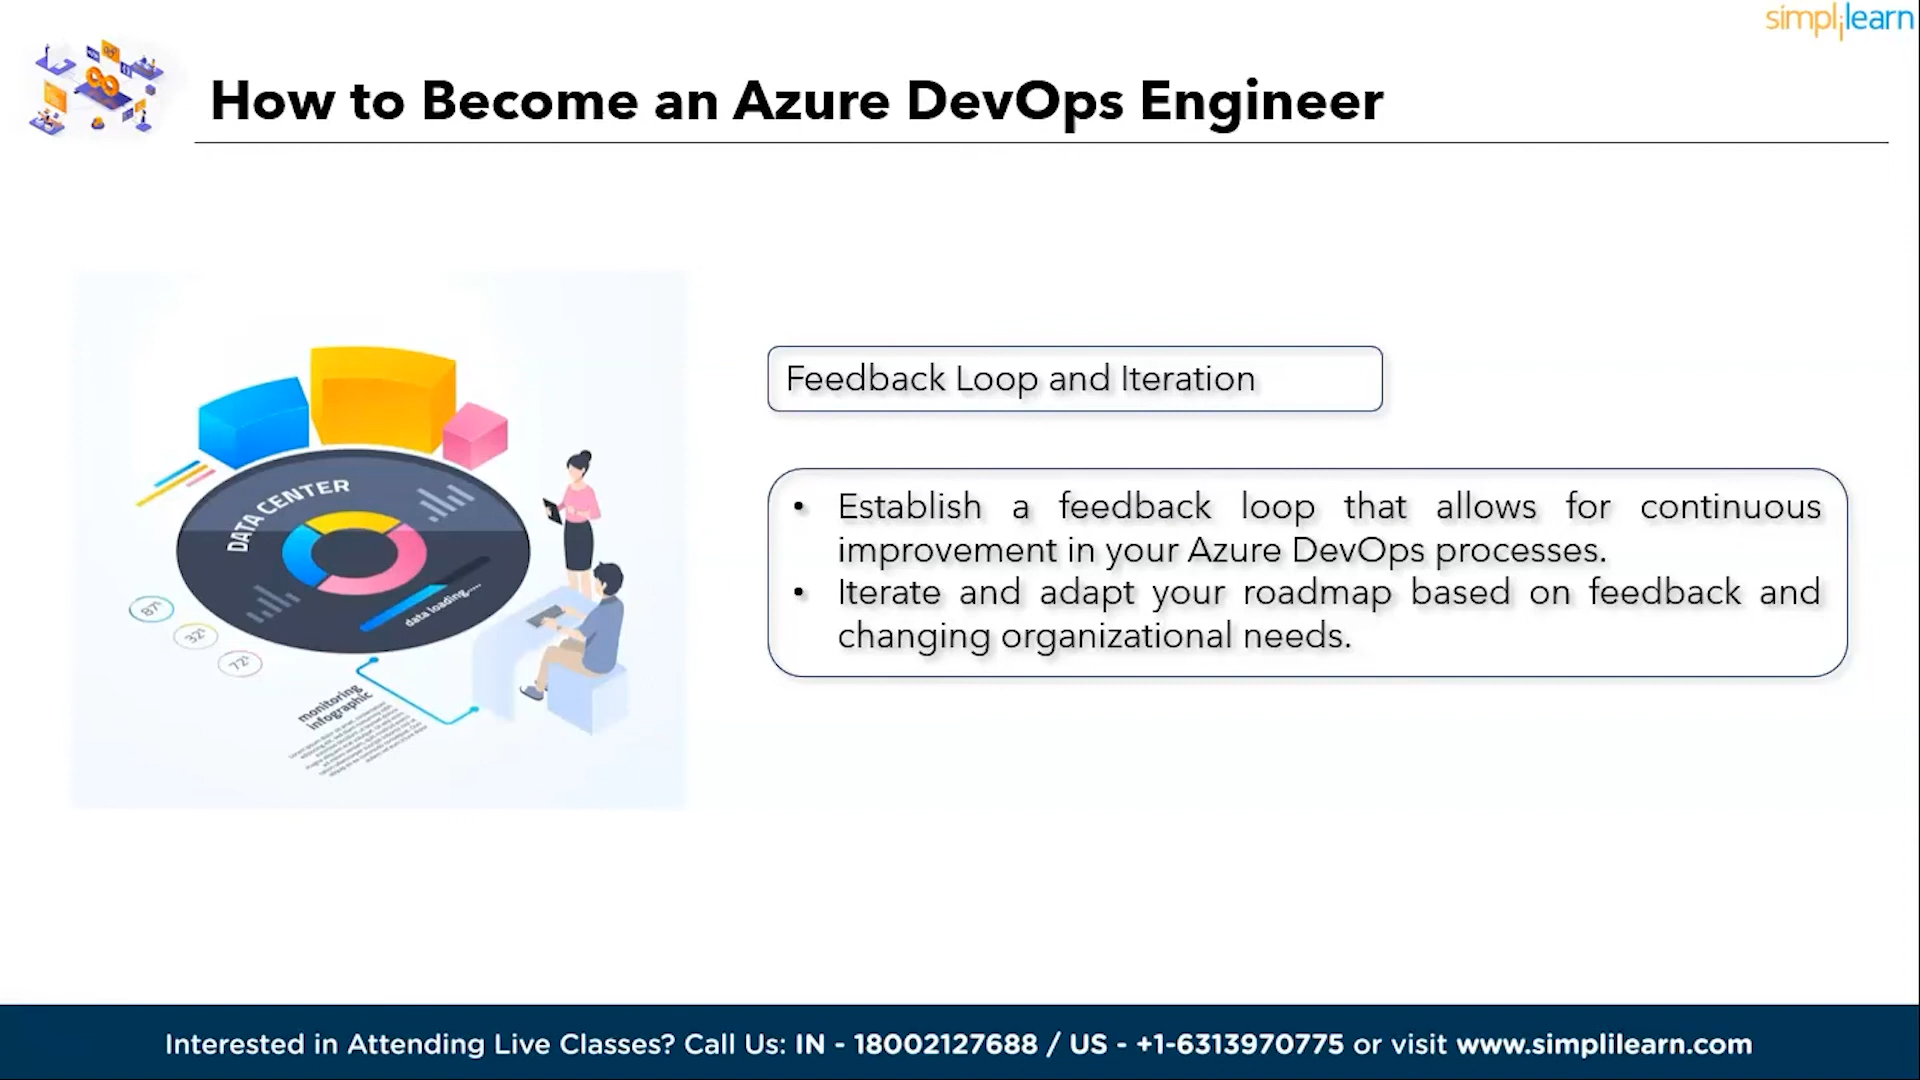 simplilearn
How to Become an Azure DevOps Engineer
DATA CENTER
data loading.....
monitoring
infographic
Feedback Loop and Iteration
• Establish a feedback loop that allows for continuous
improvement in your Azure DevOps processes.
• Iterate and adapt your roadmap based on feedback and
changing organizational needs.
Interested in Attending Live Classes? Call Us: IN - 18002127688 / US - +1-6313970775 or visit www.simplilearn.com